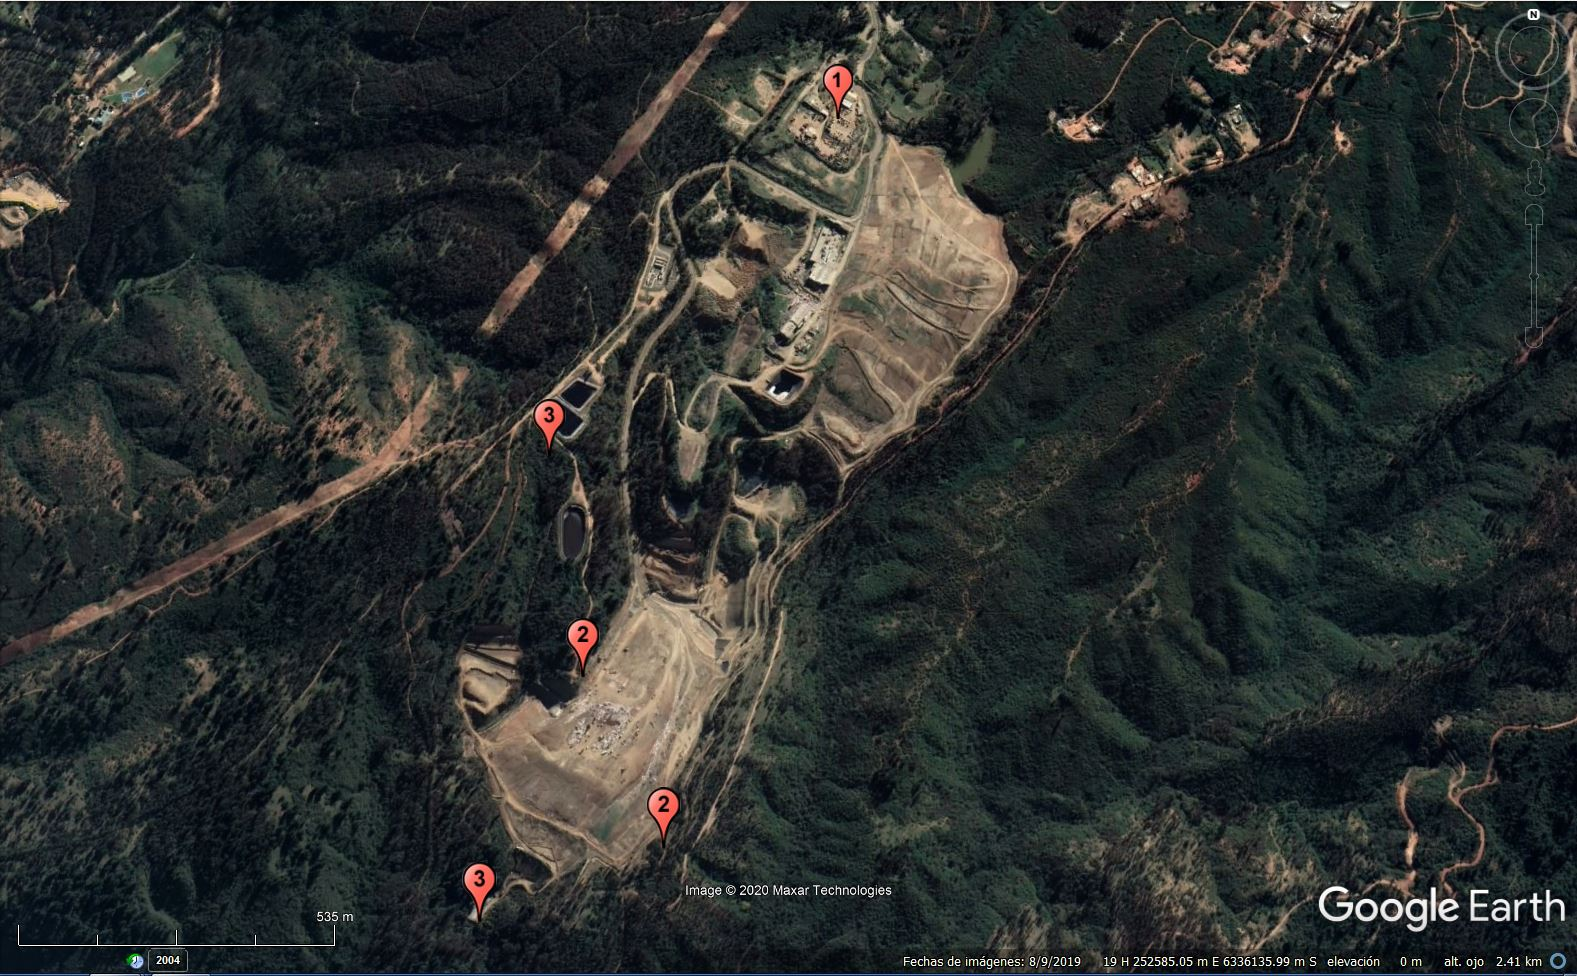 N
1
3
2
2
3
Image © 2020 Maxar Technologies
535 m
Google Earth
2004
Fechas de imágenes: 8/9/2019 19 H 252585.05 m E 6336135.99 m S elevación 0 m alt. ojo 2.41 km